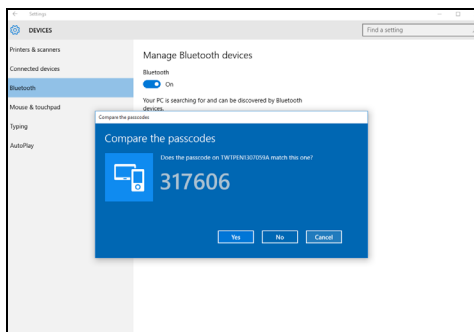 Settings
DEVICES
Find a setting
Printers & scanners
Connected devices
Bluetooth
Mouse & touchpad
Typing
AutoPlay
Manage Bluetooth devices
Bluetooth
On
Your PC is searching for and can be discovered by Bluetooth
devices.
Compare the passcodes
Compare the passcodes
Does the passcode on TWTPENI307059A match this one?
317606
Yes
No
Cancel